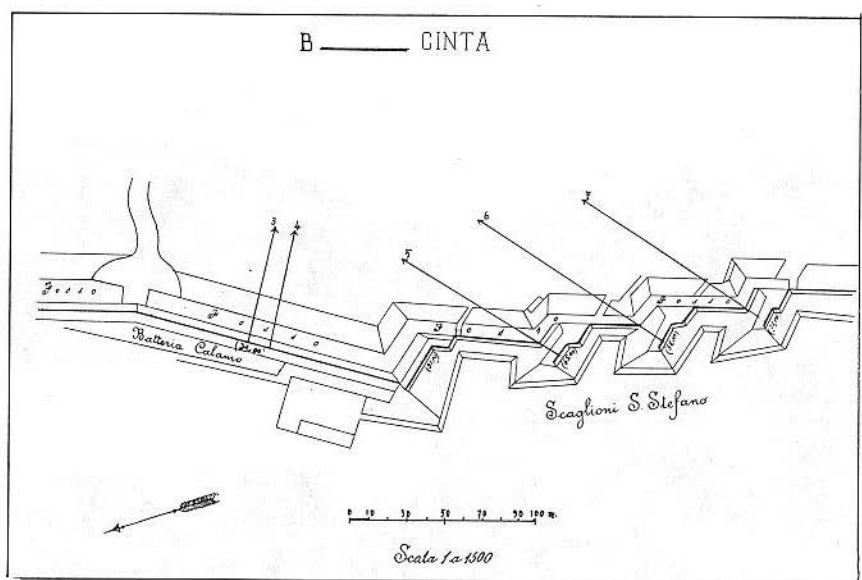 B CINTA
3 4
5
6
7
Fosso
Fosso
Fosso
Fosso
Batteria Calamo
Scaglioni S. Stefano
0 10 30 50 70 90 100 m.
Scala 1 a 1500